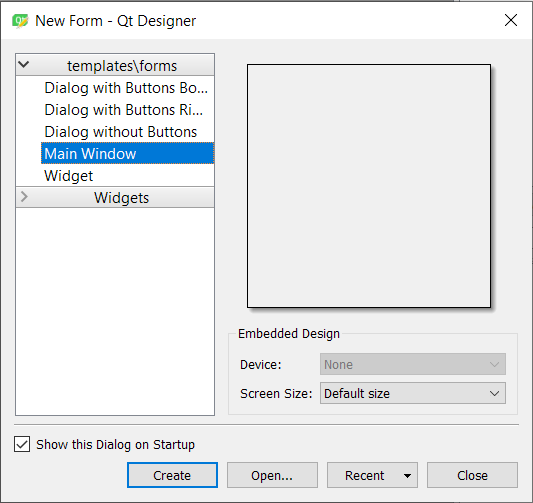 New Form - Qt Designer
templates\forms
Dialog with Buttons Bo...
Dialog with Buttons Ri...
Dialog without Buttons
Main Window
Widget
Widgets
Embedded Design
Device: None
Screen Size: Default size
Show this Dialog on Startup
Create Open... Recent Close